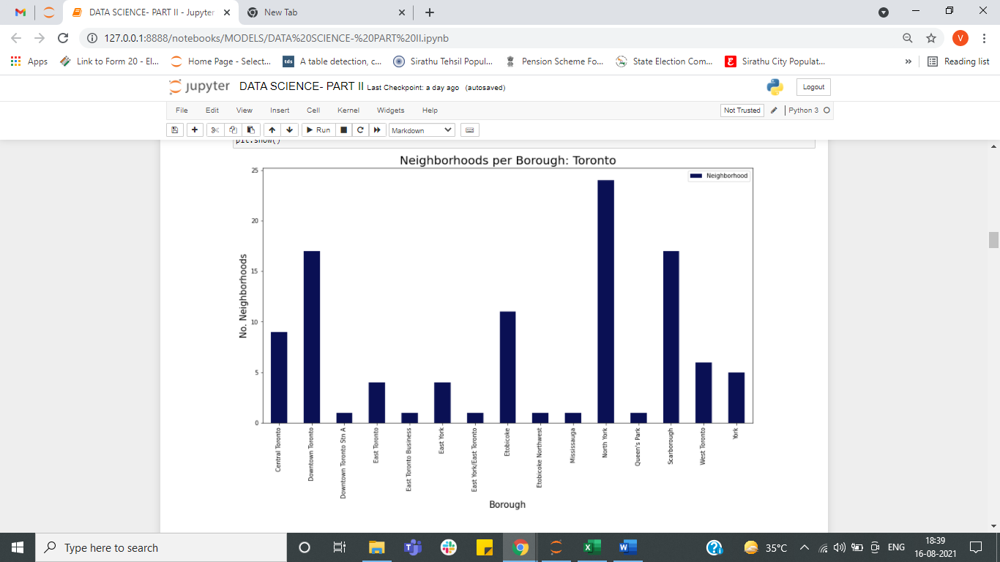 DATA SCIENCE- PART II - Jupyter
New Tab
127.0.0.1:8888/notebooks/MODELS/DATA%20SCIENCE-%20PART%20II.ipynb
V
Apps
Link to Form 20 - El...
Home Page - Select...
tds
A table detection, c...
Sirathu Tehsil Popul...
Pension Scheme Fo...
State Election Com...
Sirathu City Populat...
»
Reading list
jupyter
DATA SCIENCE- PART II Last Checkpoint: a day ago (autosaved)
Logout
File Edit View Insert Cell Kernel Widgets Help
Not Trusted
Python 3
Run
Markdown
plt.show()
Neighborhoods per Borough: Toronto
Neighborhood
25
20
15
10
5
0
No. Neighborhoods
Central Toronto
Downtown Toronto
Downtown Toronto Stn A
East Toronto
East Toronto Business
East York
East York/East Toronto
Etobicoke
Etobicoke Northwest
Mississauga
North York
Queen's Park
Scarborough
West Toronto
York
Borough
Type here to search
35°C
ENG
18:39
16-08-2021